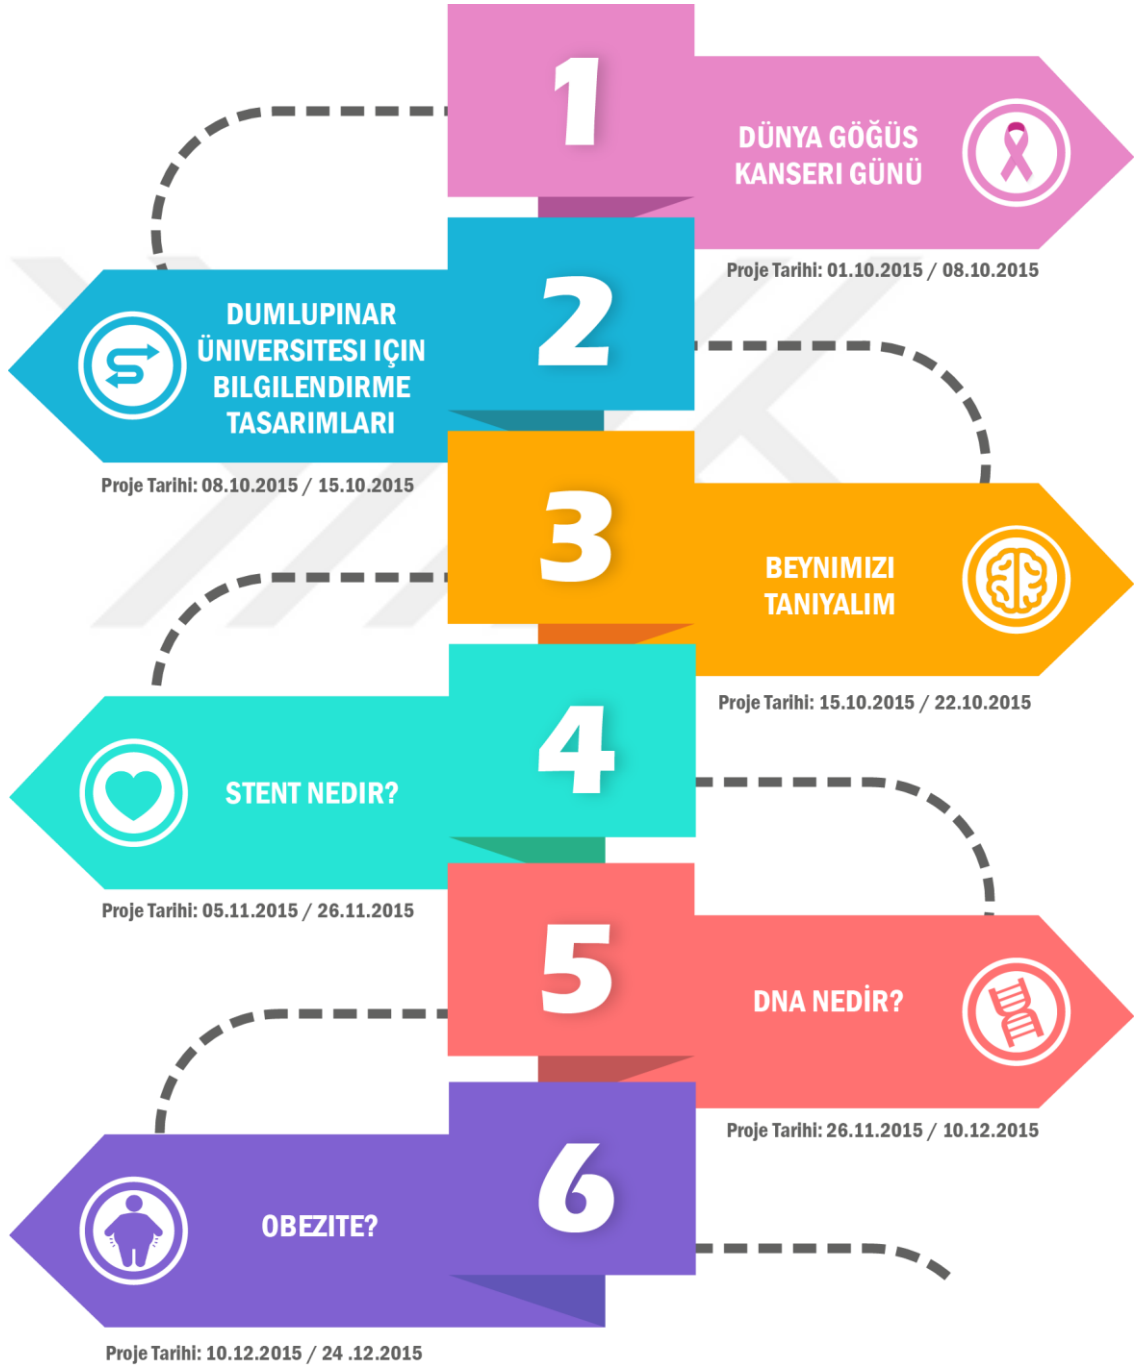 1
DÜNYA GÖĞÜS
KANSERI GÜNÜ
Proje Tarihi: 01.10.2015 / 08.10.2015
2
DUMLUPINAR
ÜNIVERSITESI IÇIN
BILGILENDIRME
TASARIMLARI
Proje Tarihi: 08.10.2015 / 15.10.2015
3
BEYNIMIZI
TANIYALIM
Proje Tarihi: 15.10.2015 / 22.10.2015
4
STENT NEDIR?
Proje Tarihi: 05.11.2015 / 26.11.2015
5
DNA NEDİR?
Proje Tarihi: 26.11.2015 / 10.12.2015
6
OBEZITE?
Proje Tarihi: 10.12.2015 / 24 .12.2015